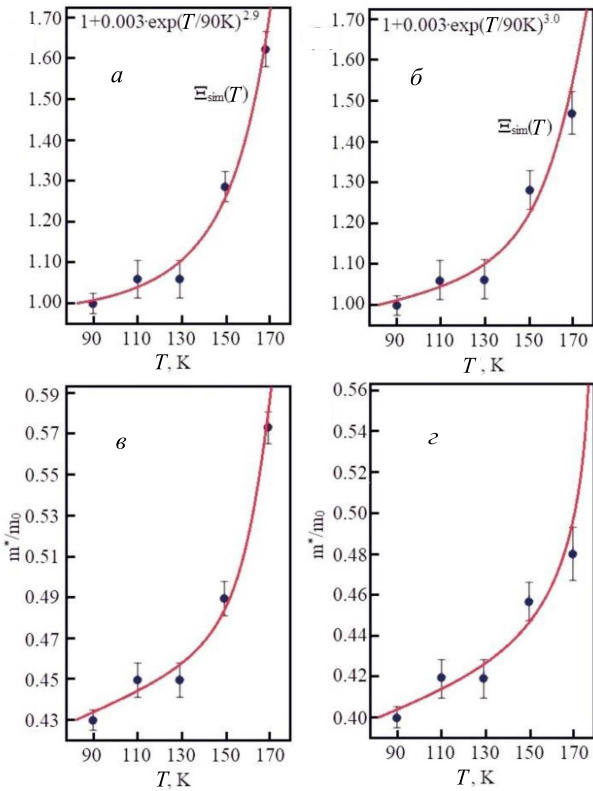 1+0.003·exp(T/90K)^2.9
а
Ξsim(T)
1.70
1.60
1.50
1.40
1.30
1.20
1.10
1.00
90 110 130 150 170
T, K
1+0.003·exp(T/90K)^3.0
б
Ξsim(T)
1.70
1.60
1.50
1.40
1.30
1.20
1.10
1.00
90 110 130 150 170
T, K
в
m*/m0
0.59
0.57
0.53
0.51
0.49
0.47
0.45
0.43
90 110 130 150 170
T, K
г
m*/m0
0.56
0.54
0.50
0.48
0.46
0.44
0.42
0.40
90 110 130 150 170
T, K